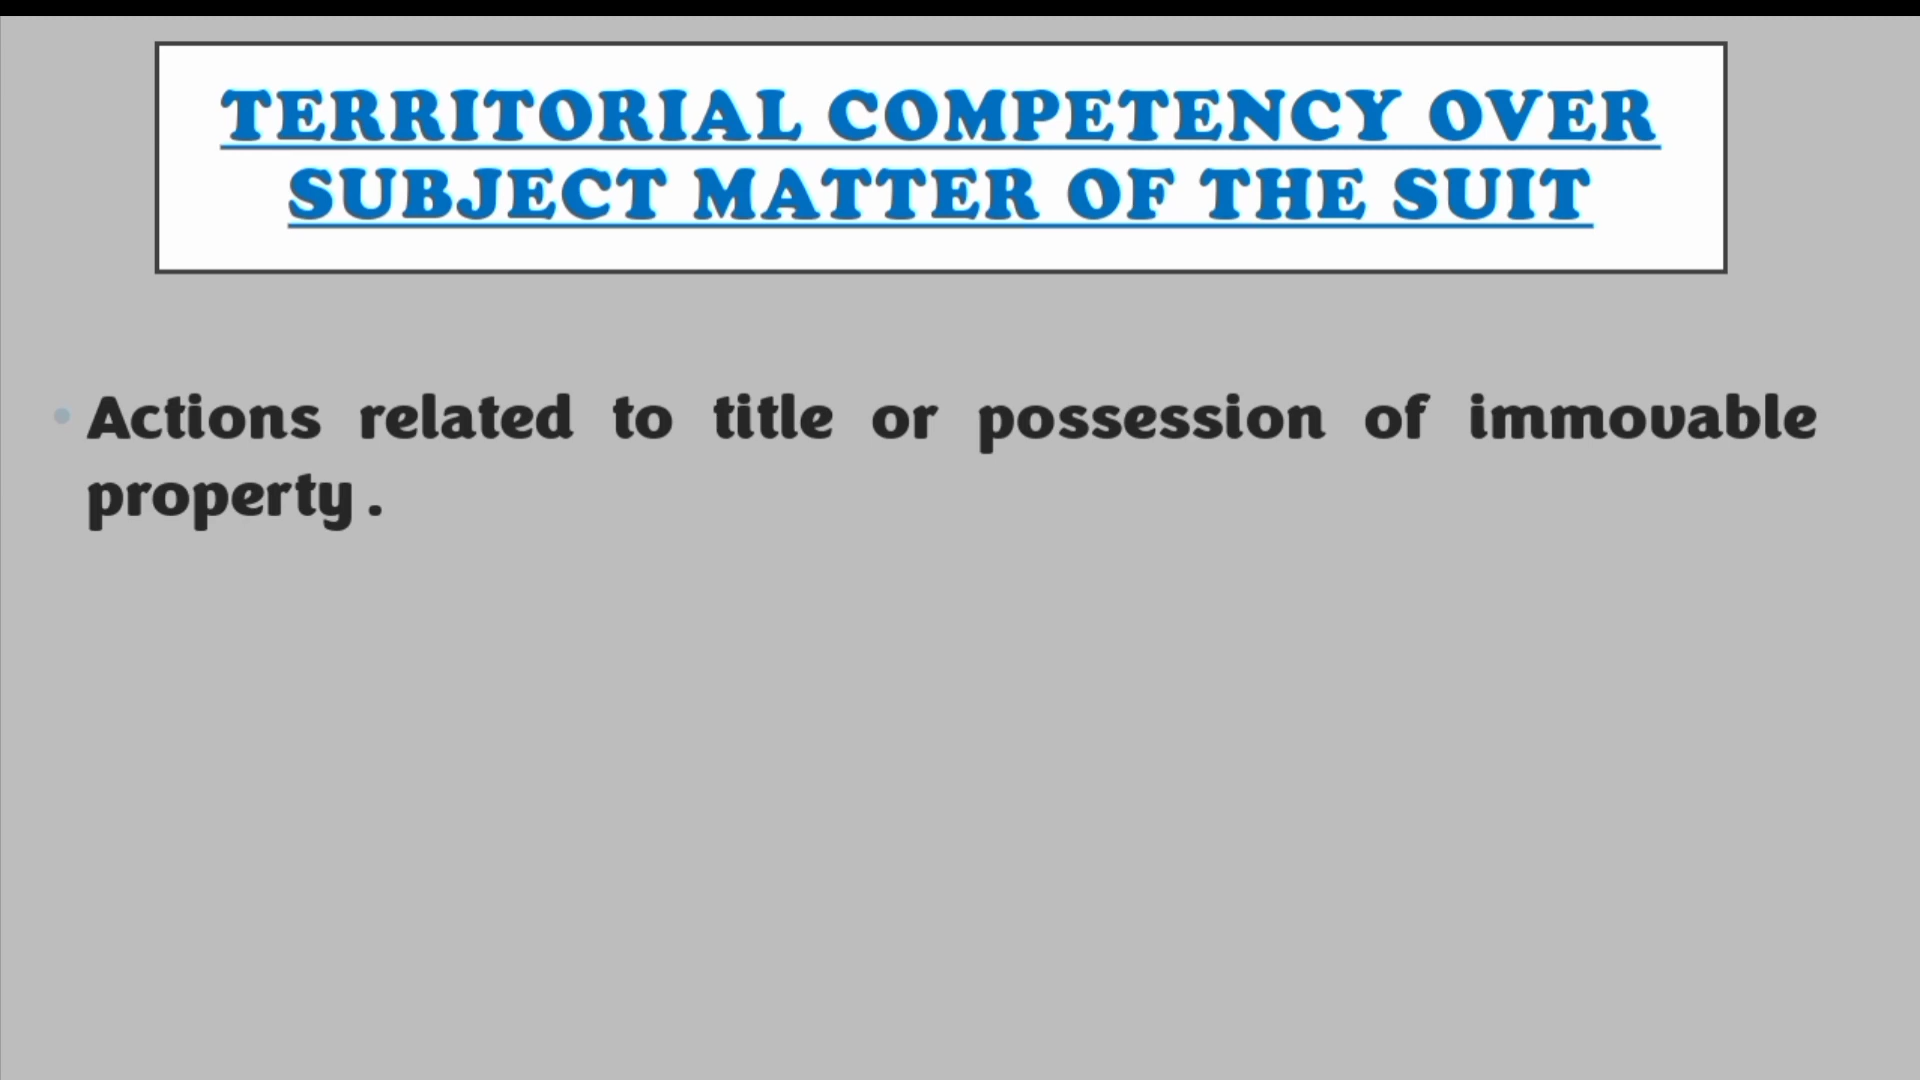 TERRITORIAL COMPETENCY OVER
SUBJECT MATTER OF THE SUIT
• Actions related to title or possession of immovable
property .